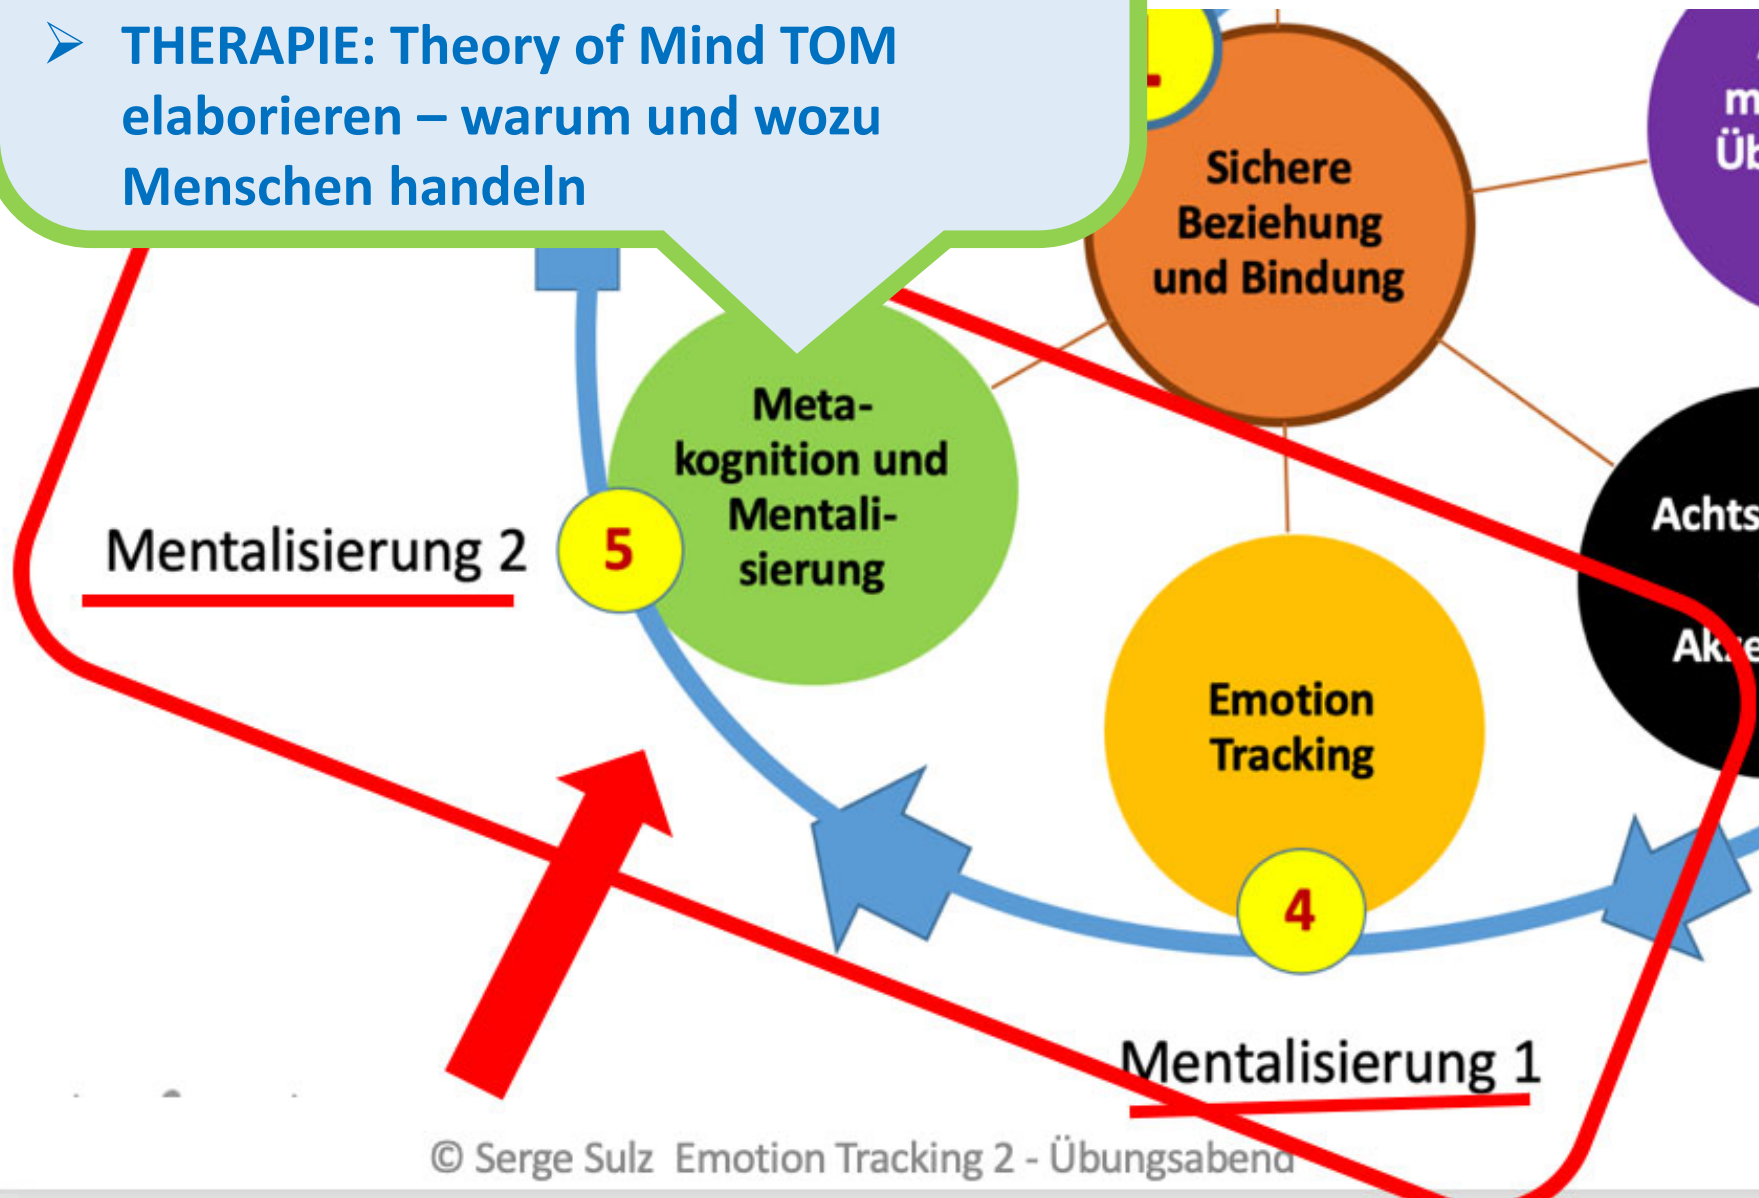 ➢ THERAPIE: Theory of Mind TOM
elaborieren – warum und wozu
Menschen handeln
Sichere
Beziehung
und Bindung
Meta-
kognition und
Mentali-
sierung
Mentalisierung 2
5
Emotion
Tracking
4
Mentalisierung 1
© Serge Sulz Emotion Tracking 2 - Übungsabend